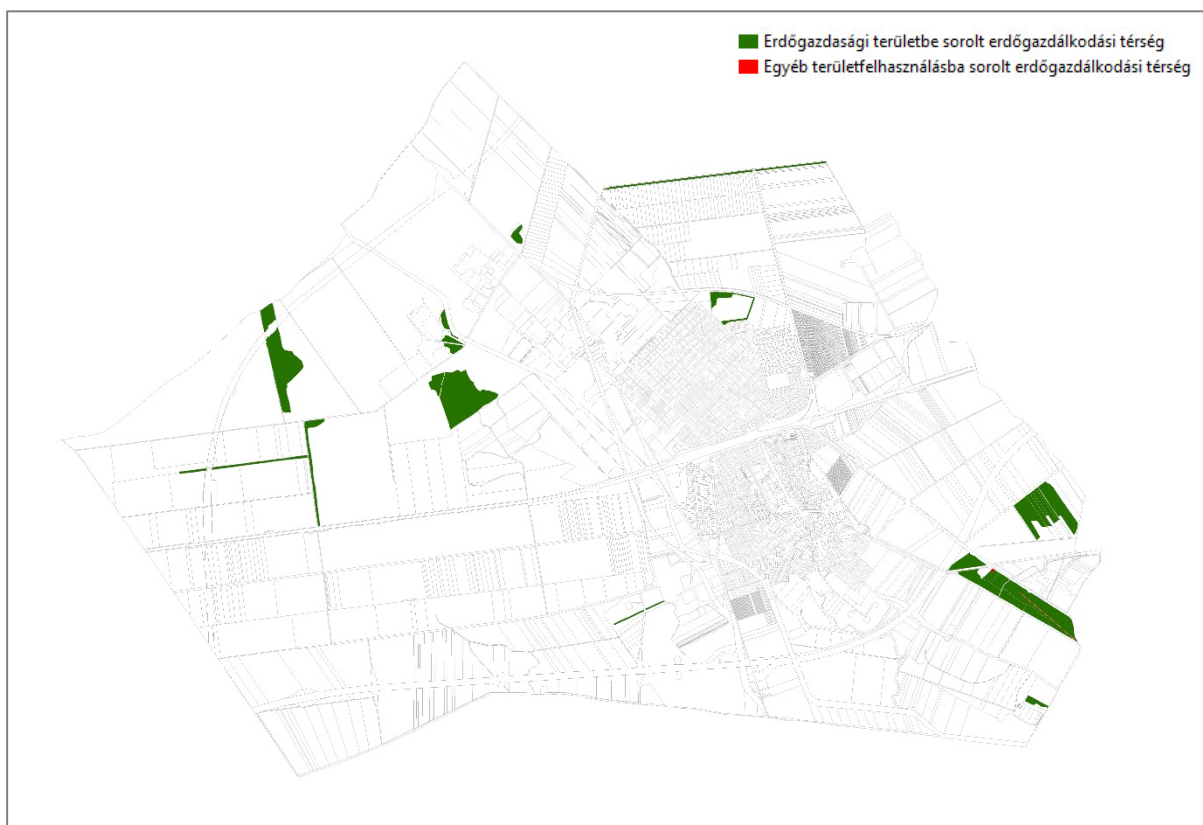 Erdőgazdasági területbe sorolt erdőgazdálkodási térség
Egyéb területfelhasználásba sorolt erdőgazdálkodási térség